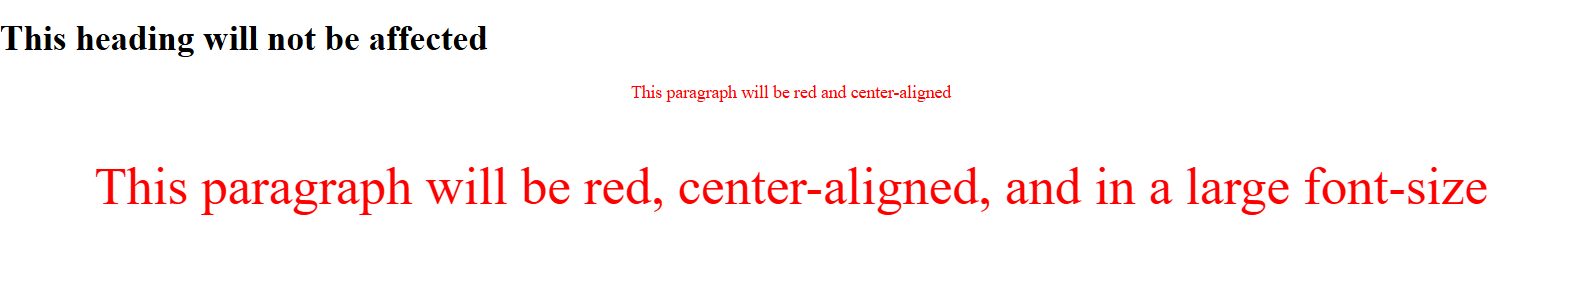 This heading will not be affected
This paragraph will be red and center-aligned
This paragraph will be red, center-aligned, and in a large font-size